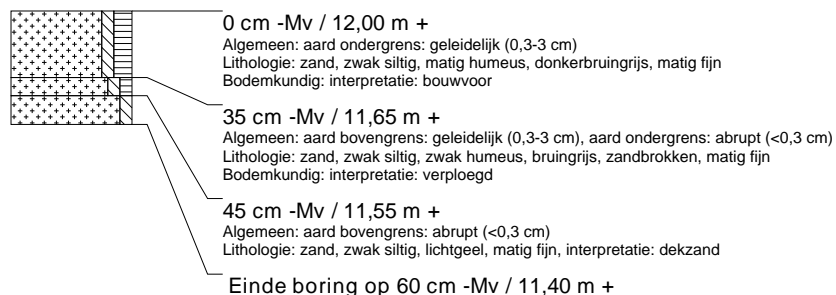 0 cm -Mv / 12,00 m +
Algemeen: aard ondergrens: geleidelijk (0,3-3 cm)
Lithologie: zand, zwak siltig, matig humeus, donkerbruingrijs, matig fijn
Bodemkundig: interpretatie: bouwvoor
35 cm -Mv / 11,65 m +
Algemeen: aard bovengrens: geleidelijk (0,3-3 cm), aard ondergrens: abrupt (<0,3 cm)
Lithologie: zand, zwak siltig, zwak humeus, bruingrijs, zandbrokken, matig fijn
Bodemkundig: interpretatie: verploegd
45 cm -Mv / 11,55 m +
Algemeen: aard bovengrens: abrupt (<0,3 cm)
Lithologie: zand, zwak siltig, lichtgeel, matig fijn, interpretatie: dekzand
Einde boring op 60 cm -Mv / 11,40 m +